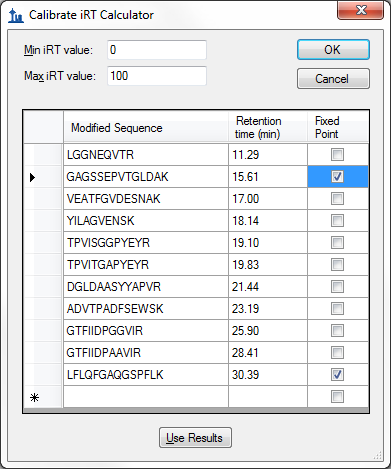 Calibrate iRT Calculator
Min iRT value: 0
OK
Max iRT value: 100
Cancel
Modified Sequence Retention time (min) Fixed Point
LGGNEQVTR 11.29
GAGSSEPVTGLDAK 15.61
VEATFGVDESNAK 17.00
YILAGVENSK 18.14
TPVISGGPYEYR 19.10
TPVITGAPYEYR 19.83
DGLDAASYYAPVR 21.44
ADVTPADFSEWSK 23.19
GTFIIDPGGVIR 25.90
GTFIIDPAAVIR 28.41
LFLQFGAQGSPFLK 30.39
Use Results